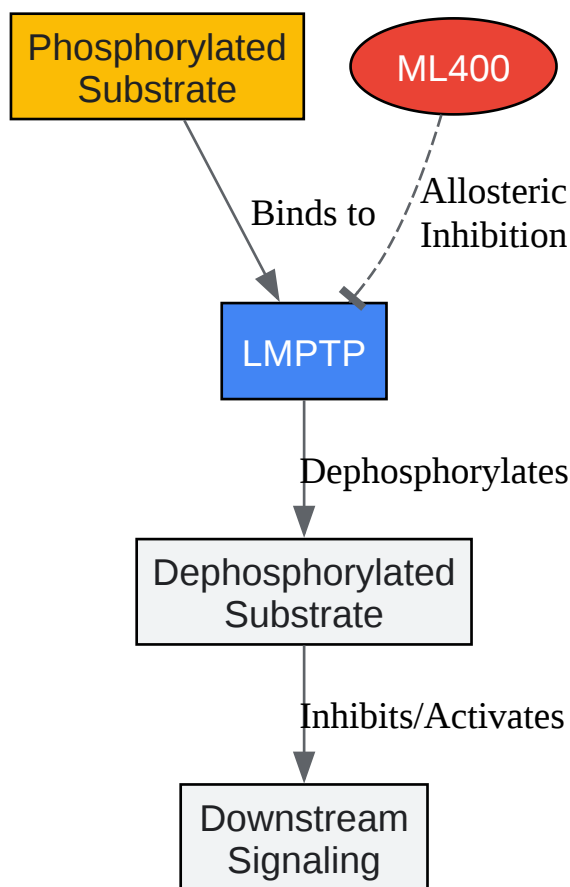 Phosphorylated
Substrate
ML400
Binds to
Allosteric
Inhibition
LMPTP
Dephosphorylates
Dephosphorylated
Substrate
Inhibits/Activates
Downstream
Signaling